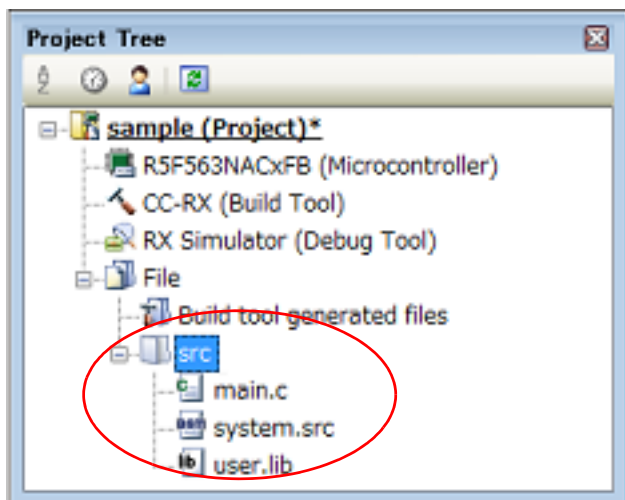 Project Tree
sample (Project)*
R5F563NACxFB (Microcontroller)
CC-RX (Build Tool)
RX Simulator (Debug Tool)
File
Build tool generated files
src
main.c
system.src
user.lib